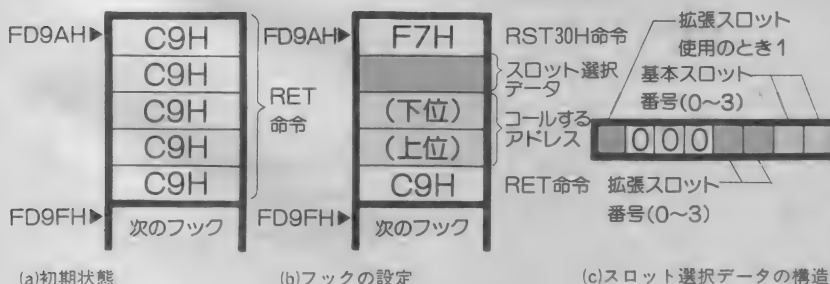 FD9AH▶
C9H
C9H
C9H
C9H
C9H
RET
命令
FD9FH▶
次のフック
(a)初期状態
FD9AH▶
F7H
RST30H命令
スロット選択
データ
(下位)
(上位)
コールする
アドレス
C9H
RET命令
FD9FH▶
次のフック
(b)フックの設定
拡張スロット
使用のとき1
基本スロット
番号(0~3)
0 0 0
拡張スロット
番号(0~3)
(c)スロット選択データの構造